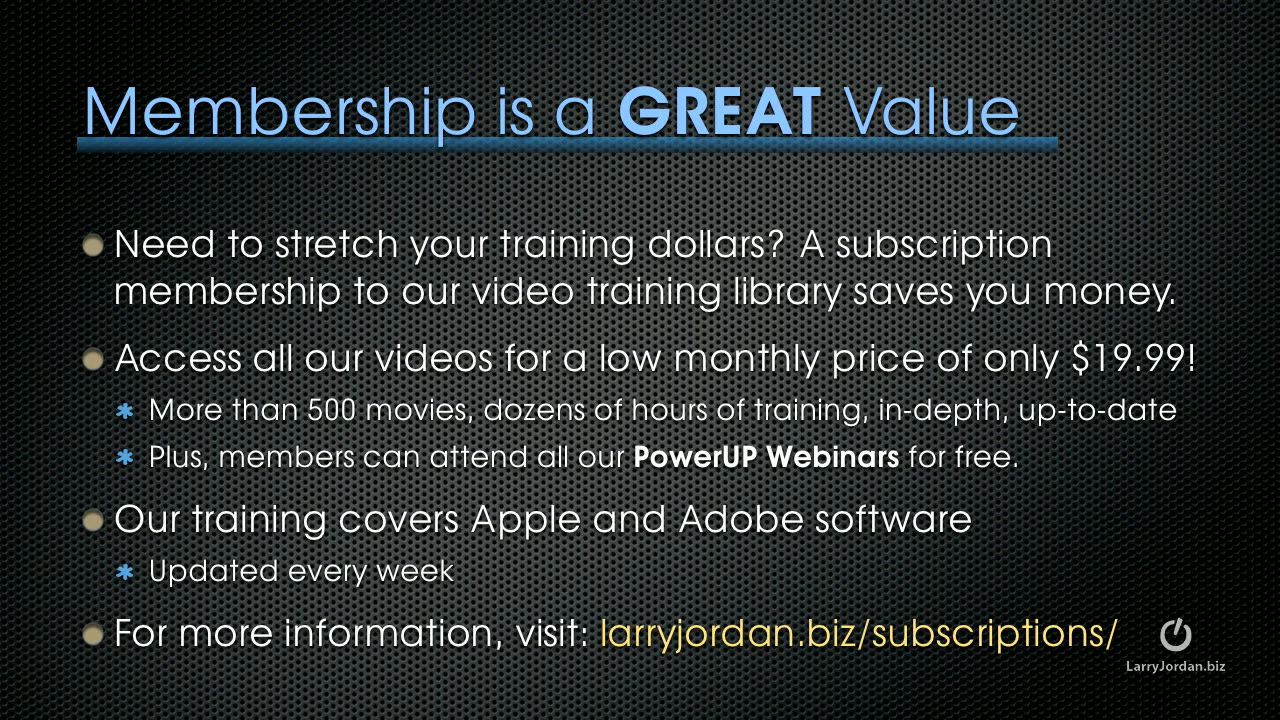 Membership is a GREAT Value
Need to stretch your training dollars? A subscription
membership to our video training library saves you money.
Access all our videos for a low monthly price of only $19.99!
More than 500 movies, dozens of hours of training, in-depth, up-to-date
Plus, members can attend all our PowerUP Webinars for free.
Our training covers Apple and Adobe software
Updated every week
For more information, visit: larryjordan.biz/subscriptions/
LarryJordan.biz